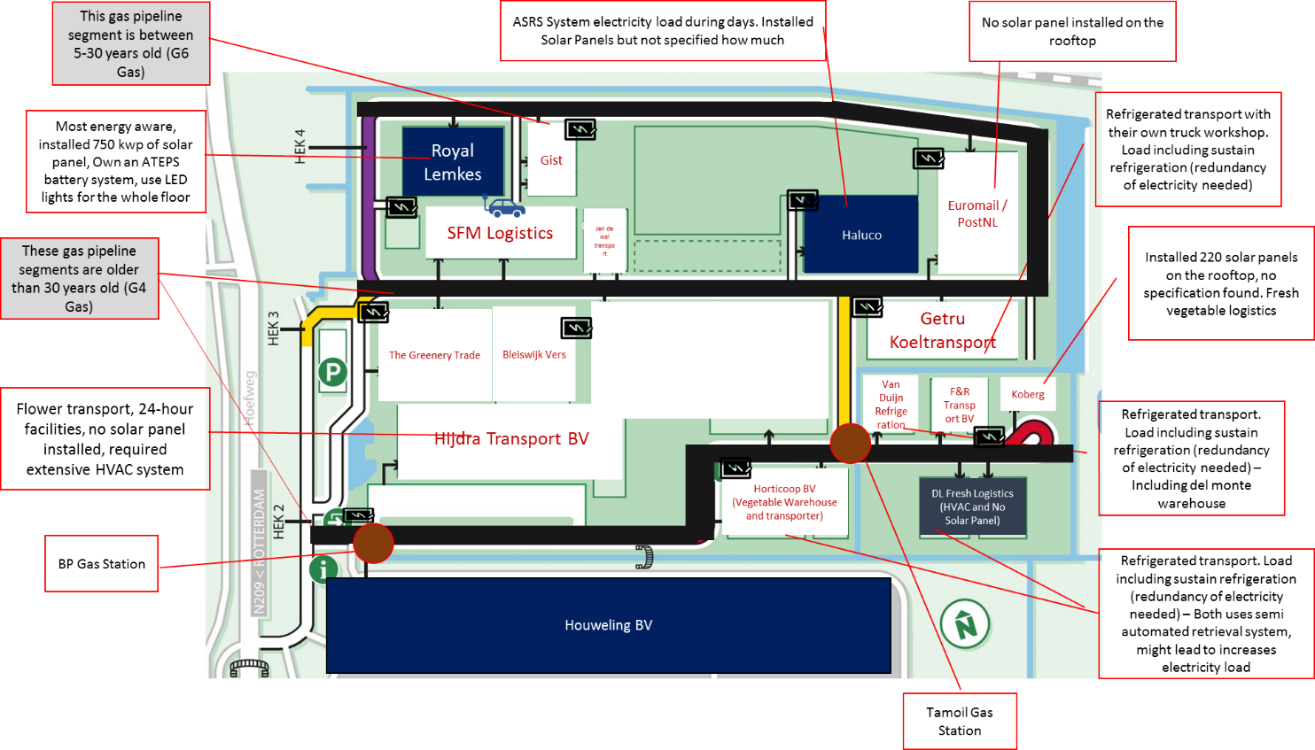 This gas pipeline
segment is between
5-30 years old (G6
Gas)
ASRS System electricity load during days. Installed
Solar Panels but not specified how much
No solar panel installed on the
rooftop
Most energy aware,
installed 750 kwp of solar
panel, Own an ATEPS
battery system, use LED
lights for the whole floor
Refrigerated transport with
their own truck workshop.
Load including sustain
refrigeration (redundancy
of electricity needed)
HEK 4
Royal
Lemkes
Gist
SFM Logistics
Jan de
wal
transpo
rt
Haluco
Euromail /
PostNL
These gas pipeline
segments are older
than 30 years old (G4
Gas)
Installed 220 solar panels
on the rooftop, no
specification found. Fresh
vegetable logistics
HEK 3
P
The Greenery Trade
Bleiswijk Vers
Getru
Koeltransport
Hoefweg
Van
Duijn
Refrige
ration
F&R
Transp
ort BV
Koberg
Flower transport, 24-hour
facilities, no solar panel
installed, required
extensive HVAC system
Hijdra Transport BV
Refrigerated transport.
Load including sustain
refrigeration (redundancy
of electricity needed) –
Including del monte
warehouse
Horticoop BV
(Vegetable Warehouse
and transporter)
DL Fresh Logistics
(HVAC and No
Solar Panel)
HEK 2
N209 < ROTTERDAM
BP Gas Station
i
Refrigerated transport. Load
including sustain refrigeration
(redundancy of electricity
needed) – Both uses semi
automated retrieval system,
might lead to increases
electricity load
Houweling BV
N
Tamoil Gas
Station